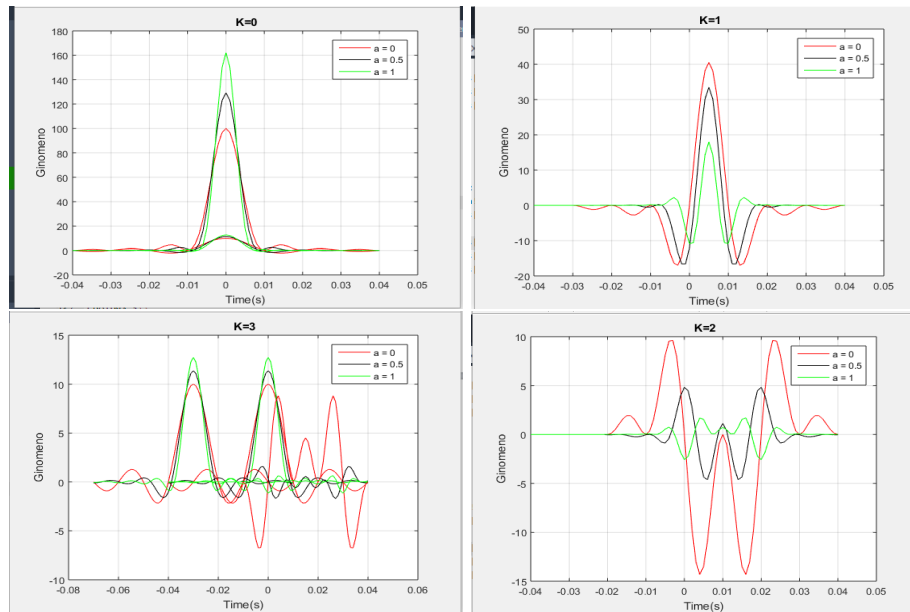 K=0
180
160
140
120
100
80
60
40
20
0
-20
Ginomeno
-0.04 -0.03 -0.02 -0.01 0 0.01 0.02 0.03 0.04 0.05
Time(s)
a = 0
a = 0.5
a = 1
K=1
50
40
30
20
10
0
-10
-20
Ginomeno
-0.04 -0.03 -0.02 -0.01 0 0.01 0.02 0.03 0.04 0.05
Time(s)
a = 0
a = 0.5
a = 1
K=3
15
10
5
0
-5
-10
Ginomeno
-0.08 -0.06 -0.04 -0.02 0 0.02 0.04 0.06
Time(s)
a = 0
a = 0.5
a = 1
K=2
10
5
0
-5
-10
-15
Ginomeno
-0.04 -0.03 -0.02 -0.01 0 0.01 0.02 0.03 0.04 0.05
Time(s)
a = 0
a = 0.5
a = 1